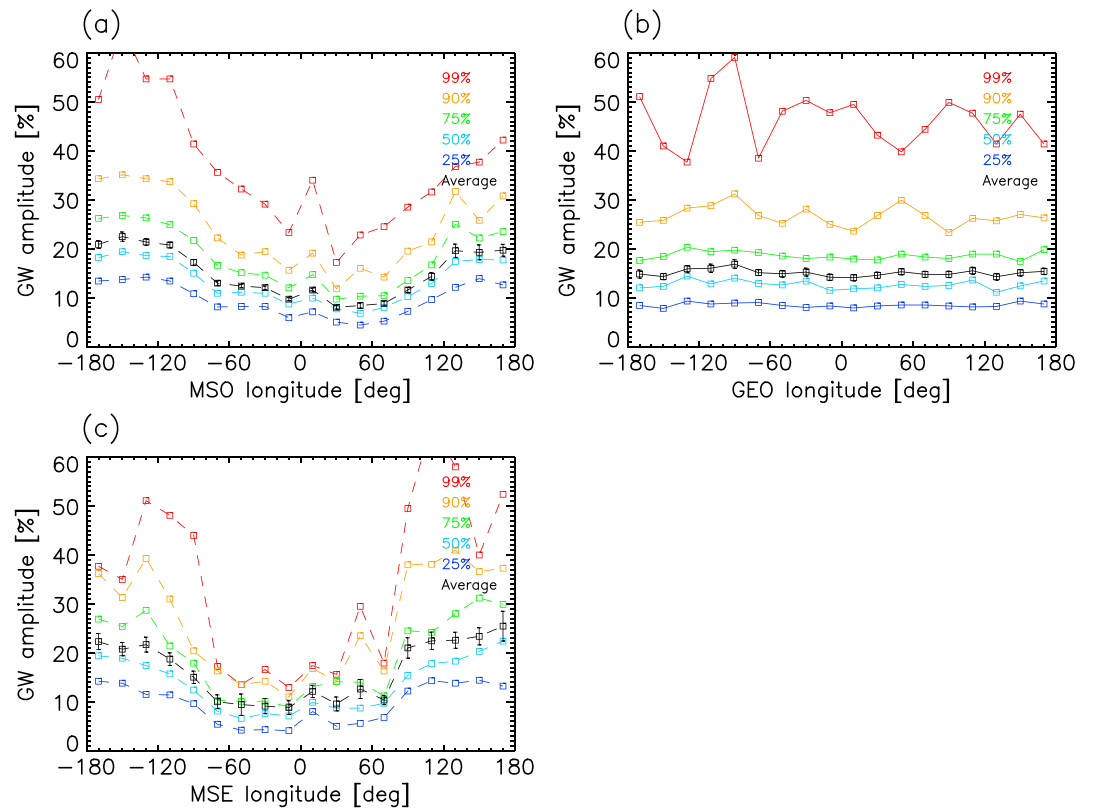 (a)
GW amplitude [%]
60
50
40
30
20
10
0
99%
90%
75%
50%
25%
Average
−180 −120 −60 0 60 120 180
MSO longitude [deg]
(b)
GW amplitude [%]
60
50
40
30
20
10
0
99%
90%
75%
50%
25%
Average
−180 −120 −60 0 60 120 180
GEO longitude [deg]
(c)
GW amplitude [%]
60
50
40
30
20
10
0
99%
90%
75%
50%
25%
Average
−180 −120 −60 0 60 120 180
MSE longitude [deg]